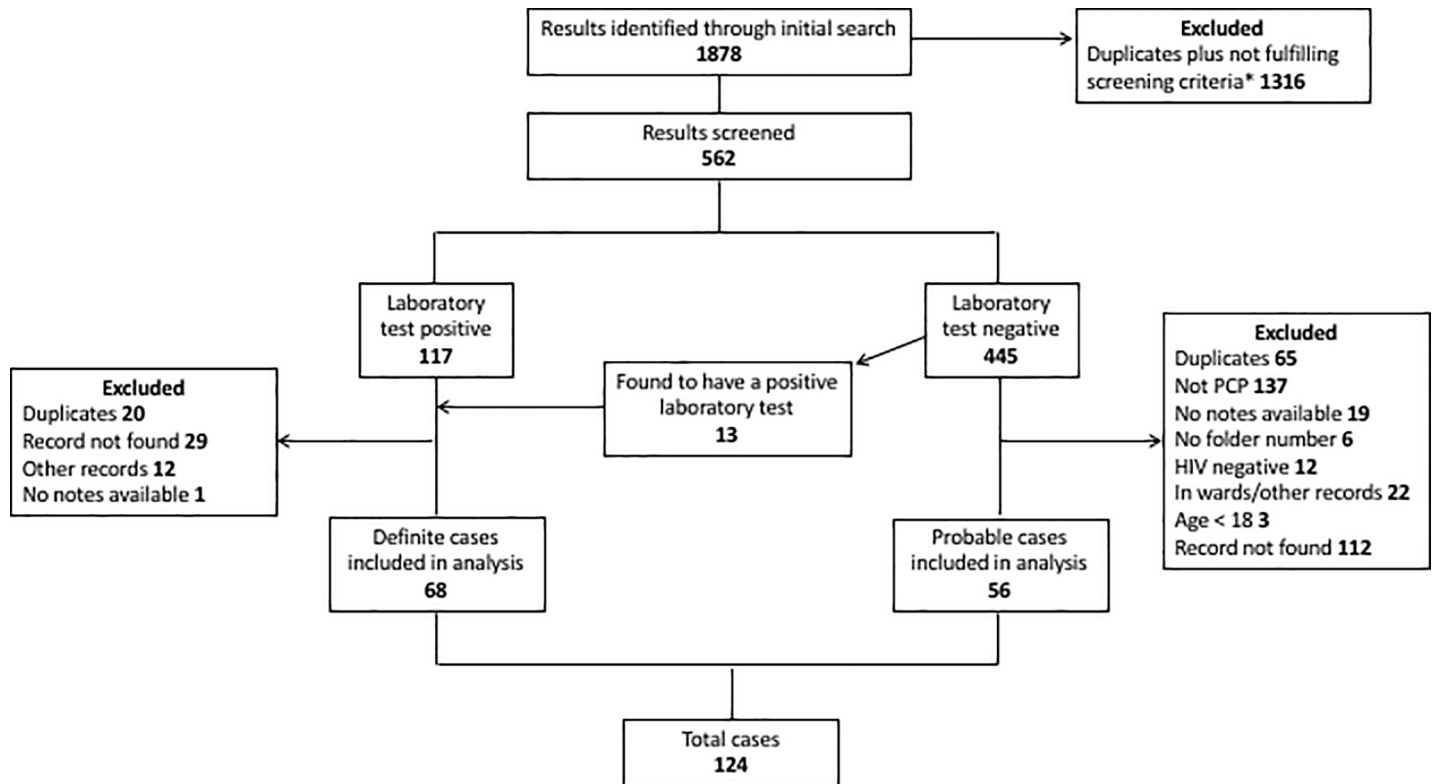 Results identified through initial search
1878
Excluded
Duplicates plus not fulfilling
screening criteria* 1316
Results screened
562
Laboratory
test positive
117
Laboratory
test negative
445
Found to have a positive
laboratory test
13
Excluded
Duplicates 20
Record not found 29
Other records 12
No notes available 1
Excluded
Duplicates 65
Not PCP 137
No notes available 19
No folder number 6
HIV negative 12
In wards/other records 22
Age < 18 3
Record not found 112
Definite cases
included in analysis
68
Probable cases
included in analysis
56
Total cases
124